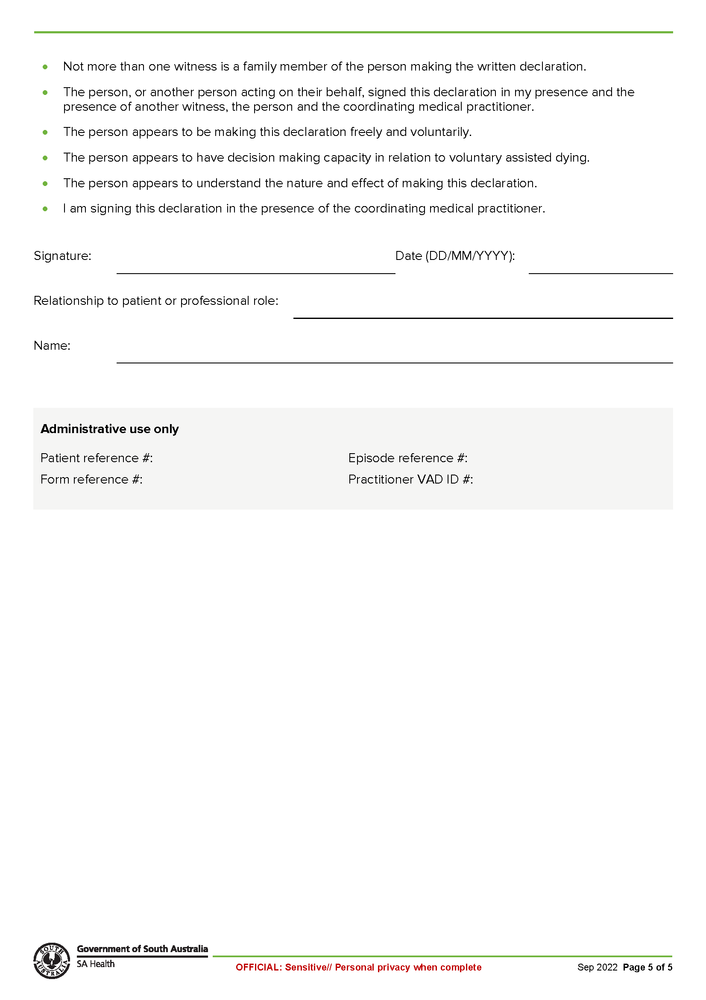 Not more than one witness is a family member of the person making the written declaration.
The person, or another person acting on their behalf, signed this declaration in my presence and the
presence of another witness, the person and the coordinating medical practitioner.
The person appears to be making this declaration freely and voluntarily.
The person appears to have decision making capacity in relation to voluntary assisted dying.
The person appears to understand the nature and effect of making this declaration.
I am signing this declaration in the presence of the coordinating medical practitioner.
Signature: Date (DD/MM/YYYY):
Relationship to patient or professional role:
Name:
Administrative use only
Patient reference #: Episode reference #:
Form reference #: Practitioner VAD ID #:
SOUTH AUSTRALIA
Government of South Australia
SA Health
OFFICIAL: Sensitive// Personal privacy when complete
Sep 2022 Page 5 of 5